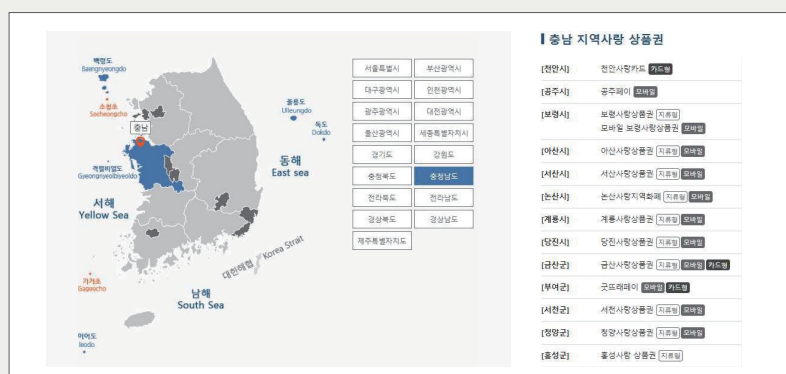 백령도
Baengnyeongdo
소청초
Socheongcho
충남
격렬비열도
Gyeongnyeolbiyeoldo
서해
Yellow Sea
가거초
Gageocho
이어도
Ieodo
남해
South Sea
대한해협 Korea Strait
동해
East sea
울릉도
Ulleungdo
독도
Dokdo
서울특별시 부산광역시
대구광역시 인천광역시
광주광역시 대전광역시
울산광역시 세종특별자치시
경기도 강원도
충청북도 충청남도
전라북도 전라남도
경상북도 경상남도
제주특별자치도
충남 지역사랑 상품권
[천안시] 천안사랑카드 카드형
[공주시] 공주페이 모바일
[보령시] 보령사랑상품권 지류형
모바일 보령사랑상품권 모바일
[아산시] 아산사랑상품권 지류형 모바일
[서산시] 서산사랑상품권 지류형 모바일
[논산시] 논산사랑지역화폐 지류형 모바일
[계룡시] 계룡사랑상품권 지류형 모바일
[당진시] 당진사랑상품권 지류형 모바일
[금산군] 금산사랑상품권 지류형 모바일 카드형
[부여군] 굿뜨래페이 모바일 카드형
[서천군] 서천사랑상품권 지류형 모바일
[청양군] 청양사랑상품권 지류형 모바일
[홍성군] 홍성사랑 상품권 지류형